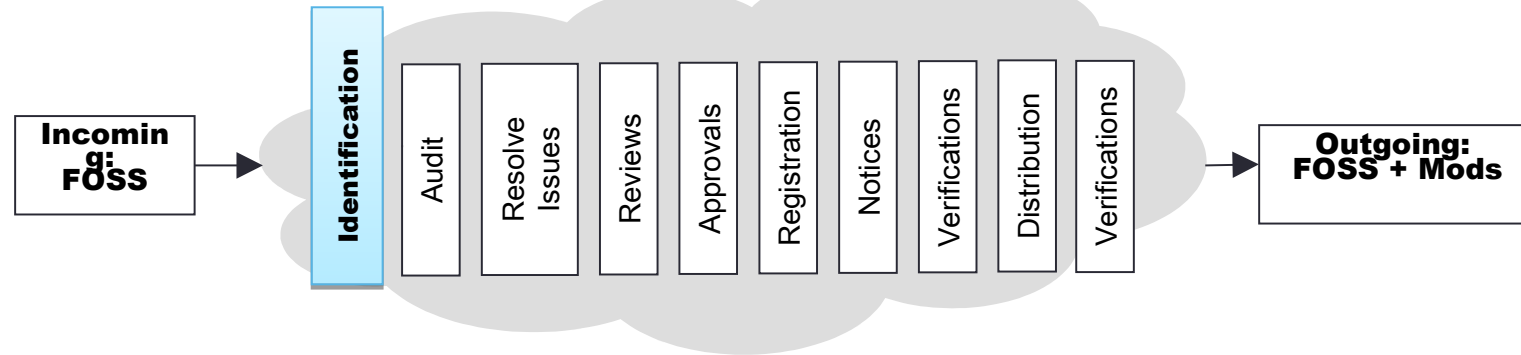 Incomin
g:
FOSS
Identification
Audit
Resolve
Issues
Reviews
Approvals
Registration
Notices
Verifications
Distribution
Verifications
Outgoing:
FOSS + Mods